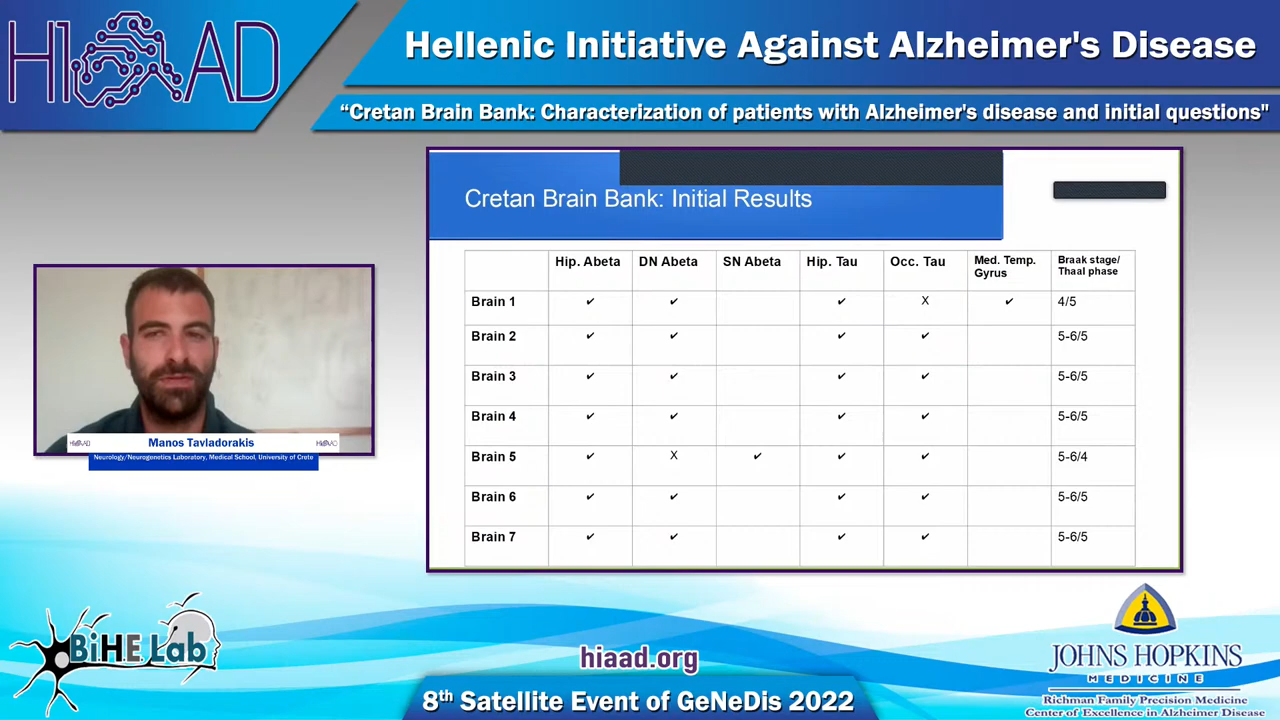 HIAAD
Hellenic Initiative Against Alzheimer's Disease
“Cretan Brain Bank: Characterization of patients with Alzheimer's disease and initial questions"
Cretan Brain Bank: Initial Results
Hip. Abeta DN Abeta SN Abeta Hip. Tau Occ. Tau Med. Temp. Gyrus Braak stage/ Thaal phase
Brain 1 ✓ ✓ ✓ X ✓ 4/5
Brain 2 ✓ ✓ ✓ ✓ 5-6/5
Brain 3 ✓ ✓ ✓ ✓ 5-6/5
Brain 4 ✓ ✓ ✓ ✓ 5-6/5
Brain 5 ✓ X ✓ ✓ ✓ 5-6/4
Brain 6 ✓ ✓ ✓ ✓ 5-6/5
Brain 7 ✓ ✓ ✓ ✓ 5-6/5
HIAAD Manos Tavladorakis HIAAD
Neurology/Neurogenetics Laboratory, Medical School, University of Crete
BiHE Lab
hiaad.org
8th Satellite Event of GeNeDis 2022
JOHNS HOPKINS
MEDICINE
Richman Family Precision Medicine
Center of Excellence in Alzheimer Disease